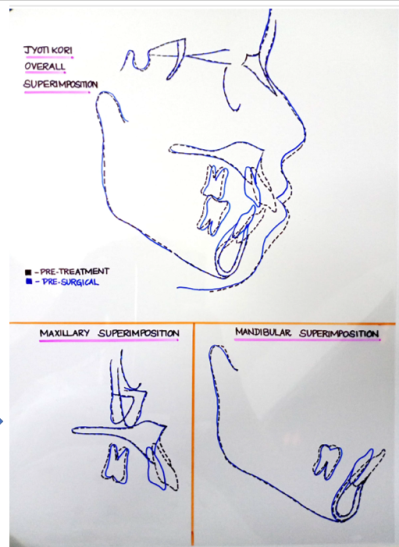 JYOTI KORI
OVERALL
SUPERIMPOSITION
- PRE-TREATMENT
- PRE-SURGICAL
MAXILLARY SUPERIMPOSITION
MANDIBULAR SUPERIMPOSITION